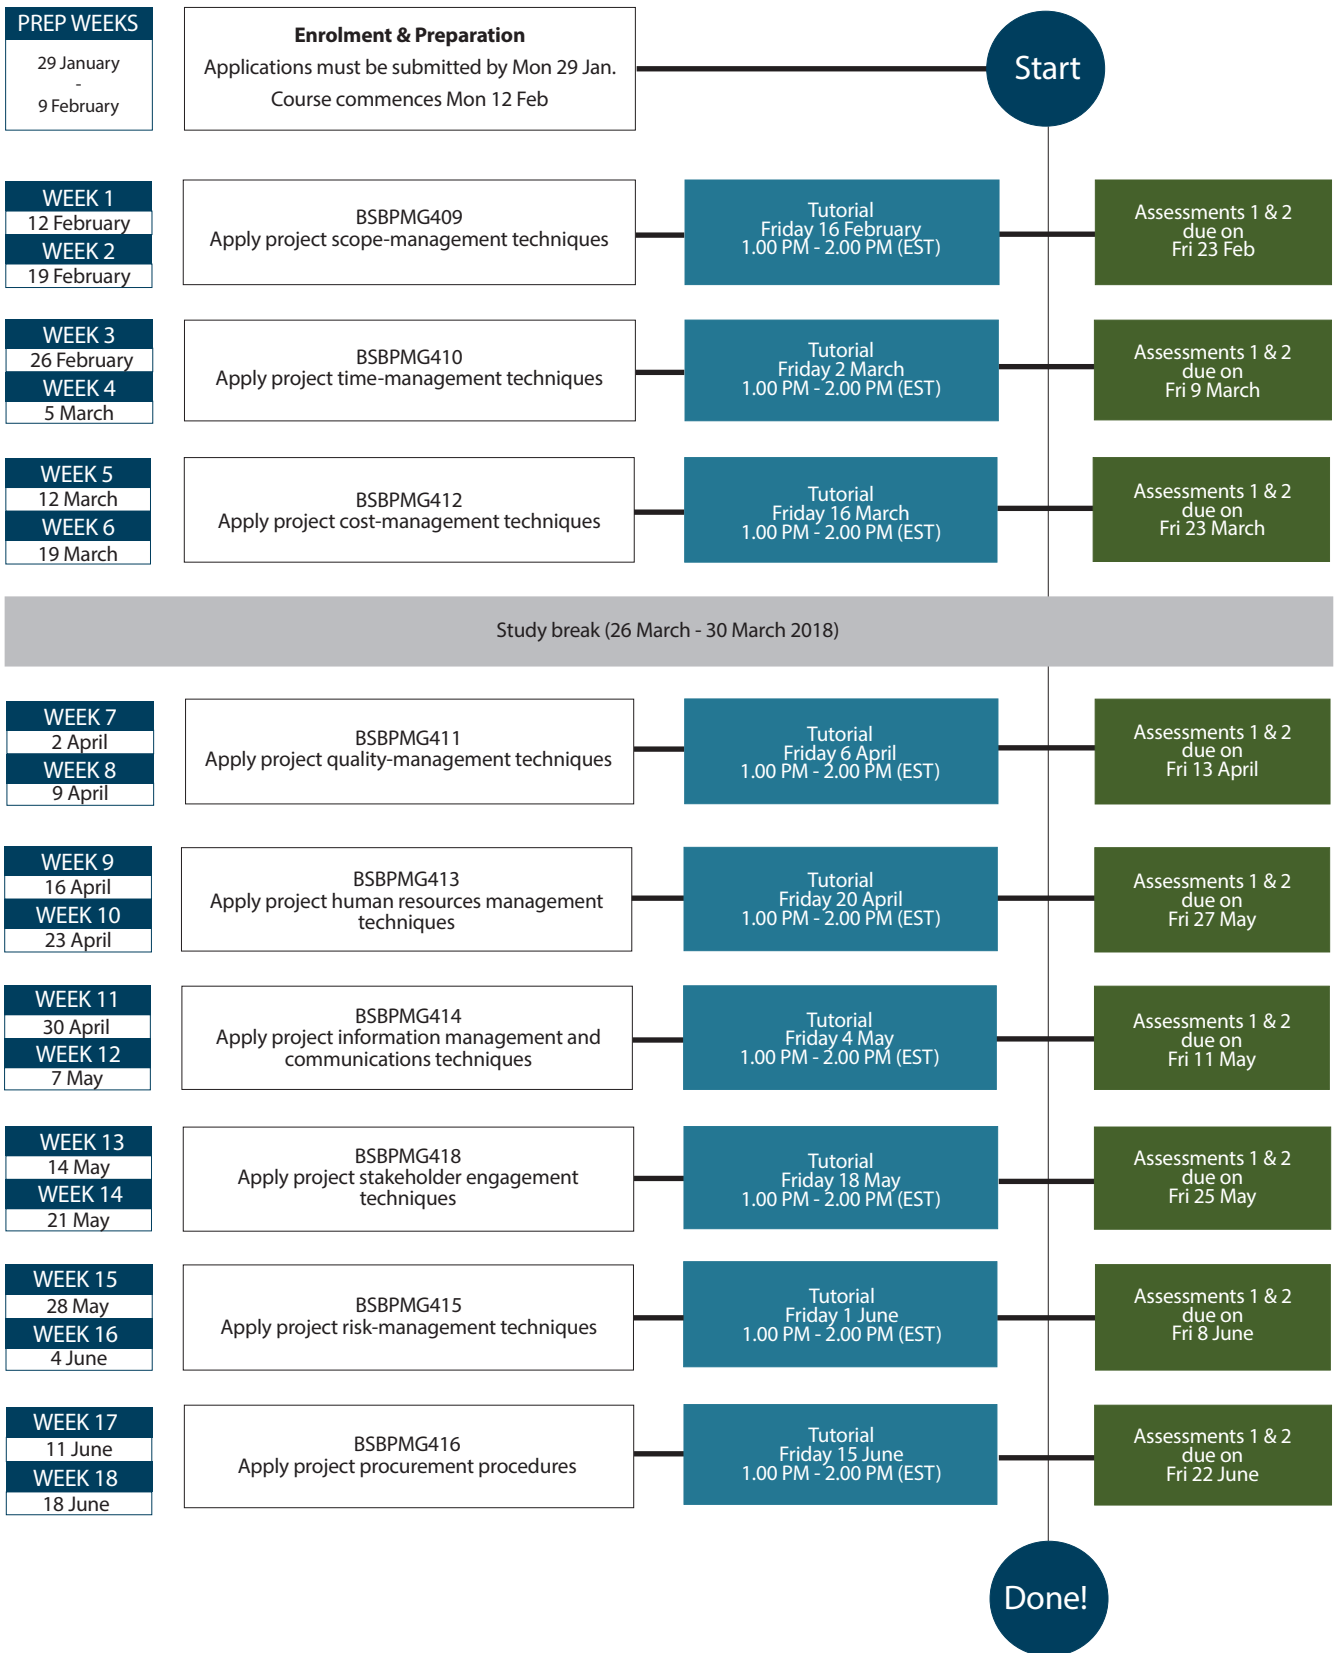 PREP WEEKS
29 January
-
9 February
Enrolment & Preparation
Applications must be submitted by Mon 29 Jan.
Course commences Mon 12 Feb
Start
WEEK 1
12 February
WEEK 2
19 February
BSBPMG409
Apply project scope-management techniques
Tutorial
Friday 16 February
1.00 PM - 2.00 PM (EST)
Assessments 1 & 2
due on
Fri 23 Feb
WEEK 3
26 February
WEEK 4
5 March
BSBPMG410
Apply project time-management techniques
Tutorial
Friday 2 March
1.00 PM - 2.00 PM (EST)
Assessments 1 & 2
due on
Fri 9 March
WEEK 5
12 March
WEEK 6
19 March
BSBPMG412
Apply project cost-management techniques
Tutorial
Friday 16 March
1.00 PM - 2.00 PM (EST)
Assessments 1 & 2
due on
Fri 23 March
Study break (26 March - 30 March 2018)
WEEK 7
2 April
WEEK 8
9 April
BSBPMG411
Apply project quality-management techniques
Tutorial
Friday 6 April
1.00 PM - 2.00 PM (EST)
Assessments 1 & 2
due on
Fri 13 April
WEEK 9
16 April
WEEK 10
23 April
BSBPMG413
Apply project human resources management
techniques
Tutorial
Friday 20 April
1.00 PM - 2.00 PM (EST)
Assessments 1 & 2
due on
Fri 27 May
WEEK 11
30 April
WEEK 12
7 May
BSBPMG414
Apply project information management and
communications techniques
Tutorial
Friday 4 May
1.00 PM - 2.00 PM (EST)
Assessments 1 & 2
due on
Fri 11 May
WEEK 13
14 May
WEEK 14
21 May
BSBPMG418
Apply project stakeholder engagement
techniques
Tutorial
Friday 18 May
1.00 PM - 2.00 PM (EST)
Assessments 1 & 2
due on
Fri 25 May
WEEK 15
28 May
WEEK 16
4 June
BSBPMG415
Apply project risk-management techniques
Tutorial
Friday 1 June
1.00 PM - 2.00 PM (EST)
Assessments 1 & 2
due on
Fri 8 June
WEEK 17
11 June
WEEK 18
18 June
BSBPMG416
Apply project procurement procedures
Tutorial
Friday 15 June
1.00 PM - 2.00 PM (EST)
Assessments 1 & 2
due on
Fri 22 June
Done!